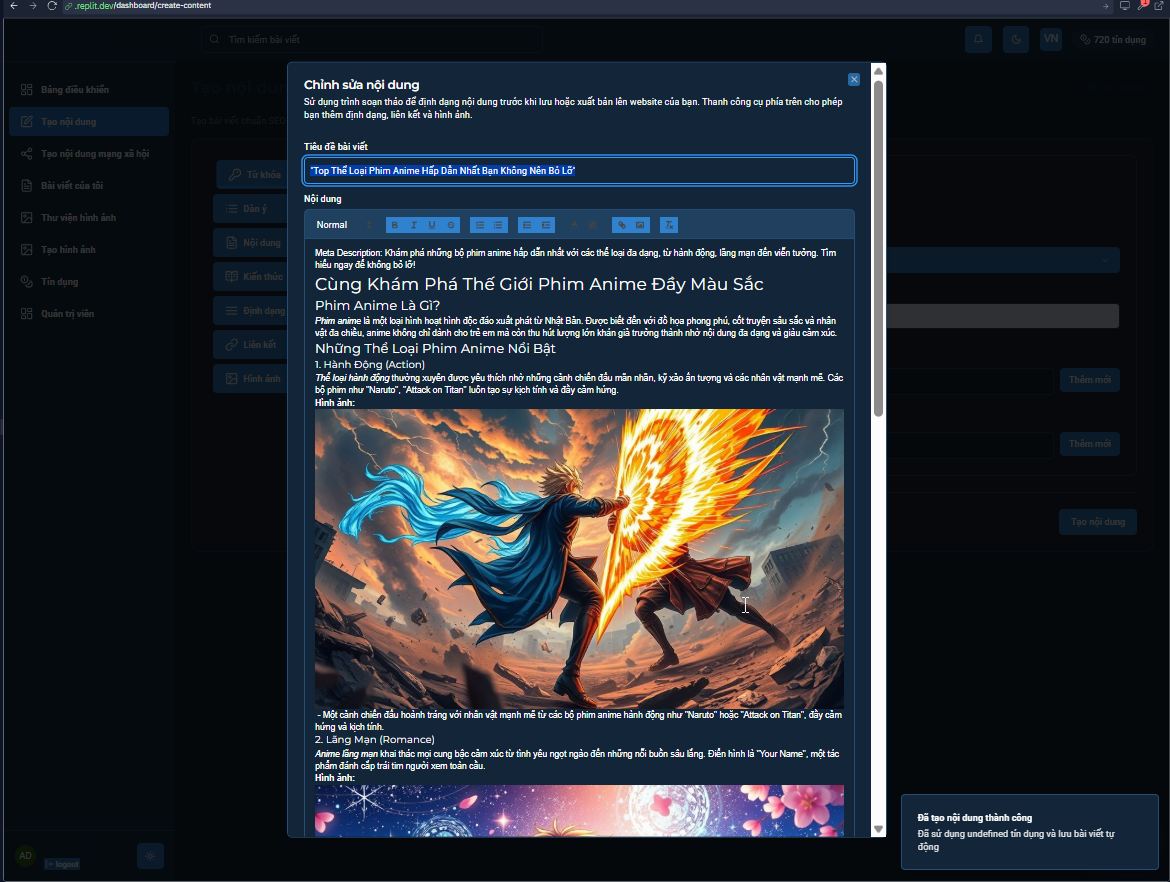 .replit.dev/dashboard/create-content
Tìm kiếm bài viết
VN
720 tín dụng
Bảng điều khiển
Tạo nội dung
Tạo nội dung mạng xã hội
Bài viết của tôi
Thư viện hình ảnh
Tạo hình ảnh
Tín dụng
Quản trị viên
AD
logout
Từ khóa
Dàn ý
Nội dung
Kiến thức
Định dạng
Liên kết
Hình ảnh
Chỉnh sửa nội dung
Sử dụng trình soạn thảo để định dạng nội dung trước khi lưu hoặc xuất bản lên website của bạn. Thanh công cụ phía trên cho phép
bạn thêm định dạng, liên kết và hình ảnh.
Tiêu đề bài viết
"Top Thể Loại Phim Anime Hấp Dẫn Nhất Bạn Không Nên Bỏ Lỡ"
Nội dung
Normal
Meta Description: Khám phá những bộ phim anime hấp dẫn nhất với các thể loại đa dạng, từ hành động, lãng mạn đến viễn tưởng. Tìm
hiểu ngay để không bỏ lỡ!
Cùng Khám Phá Thế Giới Phim Anime Đầy Màu Sắc
Phim Anime Là Gì?
Phim anime là một loại hình hoạt hình độc đáo xuất phát từ Nhật Bản. Được biết đến với đồ họa phong phú, cốt truyện sâu sắc và nhân
vật đa chiều, anime không chỉ dành cho trẻ em mà còn thu hút lượng lớn khán giả trưởng thành nhờ nội dung đa dạng và giàu cảm xúc.
Những Thể Loại Phim Anime Nổi Bật
1. Hành Động (Action)
Thể loại hành động thường xuyên được yêu thích nhờ những cảnh chiến đấu mãn nhãn, kỹ xảo ấn tượng và các nhân vật mạnh mẽ. Các
bộ phim như "Naruto", "Attack on Titan" luôn tạo sự kịch tính và đầy cảm hứng.
Hình ảnh:
- Một cảnh chiến đấu hoành tráng với nhân vật mạnh mẽ từ các bộ phim anime hành động như "Naruto" hoặc "Attack on Titan", đầy cảm
hứng và kịch tính.
2. Lãng Mạn (Romance)
Anime lãng mạn khai thác mọi cung bậc cảm xúc từ tình yêu ngọt ngào đến những nỗi buồn sâu lắng. Điển hình là "Your Name", một tác
phẩm đánh cắp trái tim người xem toàn cầu.
Hình ảnh:
Thêm mới
Thêm mới
Tạo nội dung
Đã tạo nội dung thành công
Đã sử dụng undefined tín dụng và lưu bài viết tự
động